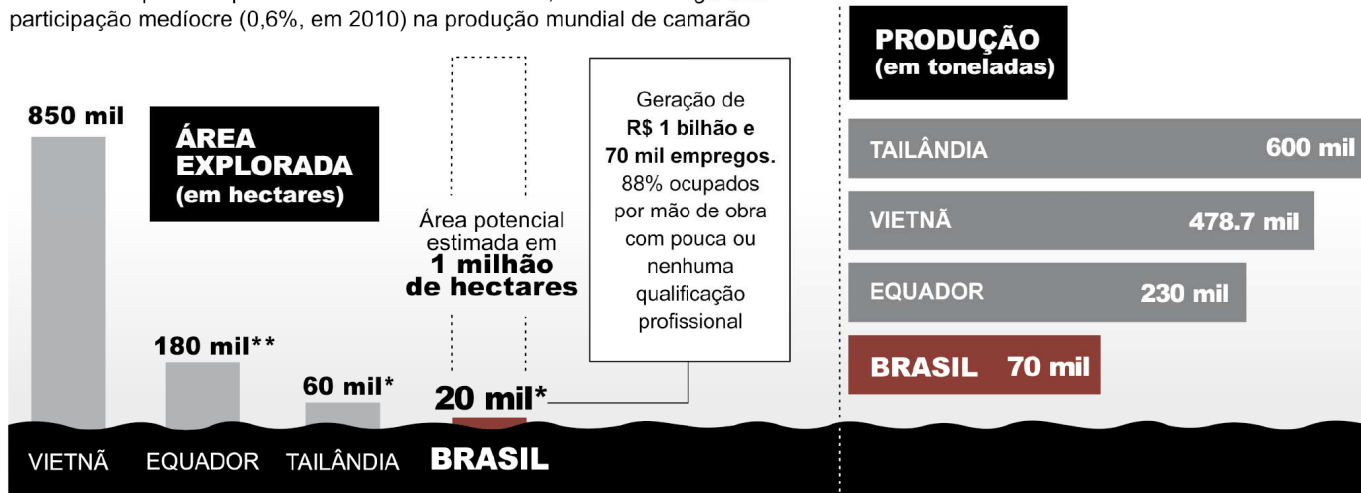 participação medíocre (0,6%, em 2010) na produção mundial de camarão
850 mil
ÁREA
EXPLORADA
(em hectares)
180 mil**
60 mil*
Área potencial
estimada em
1 milhão
de hectares
20 mil*
Geração de
R$ 1 bilhão e
70 mil empregos.
88% ocupados
por mão de obra
com pouca ou
nenhuma
qualificação
profissional
VIETNÃ
EQUADOR
TAILÂNDIA
BRASIL
PRODUÇÃO
(em toneladas)
TAILÂNDIA 600 mil
VIETNÃ 478.7 mil
EQUADOR 230 mil
BRASIL 70 mil